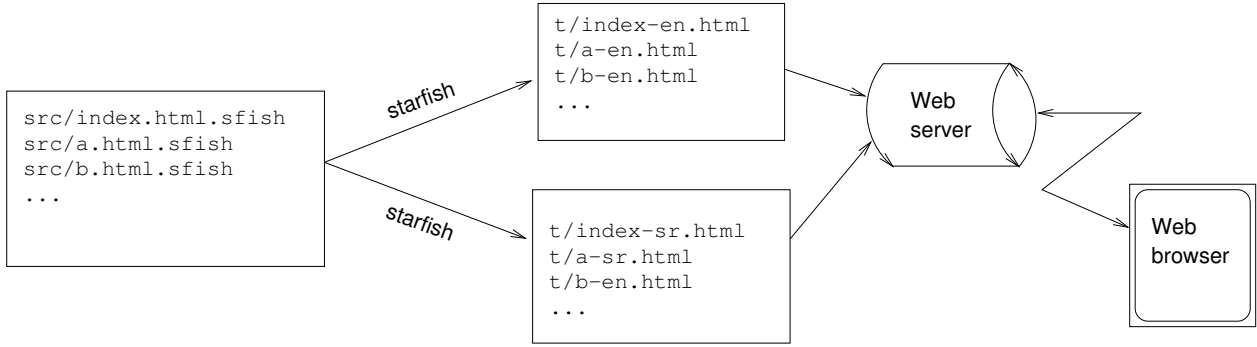 src/index.html.sfish
src/a.html.sfish
src/b.html.sfish
...
starfish
starfish
t/index-en.html
t/a-en.html
t/b-en.html
...
t/index-sr.html
t/a-sr.html
t/b-en.html
...
Web
server
Web
browser